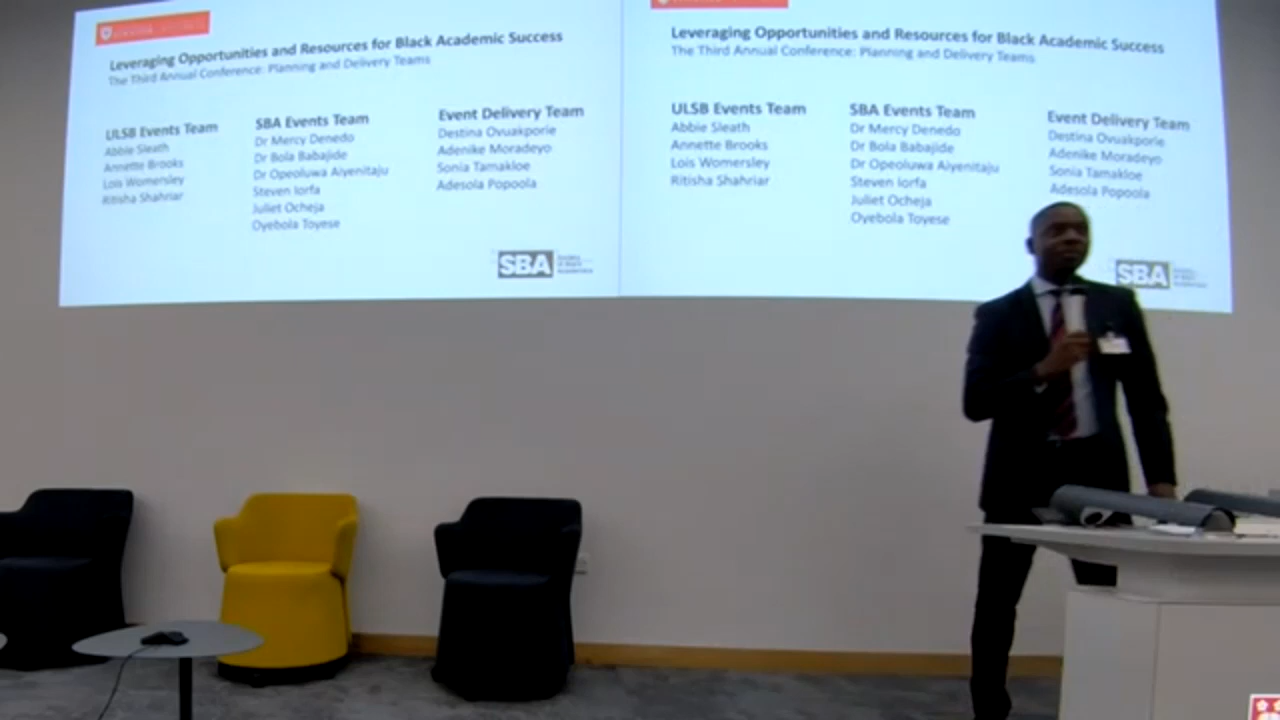 Leveraging Opportunities and Resources for Black Academic Success
The Third Annual Conference: Planning and Delivery Teams
ULSB Events Team
Abbie Sleath
Annette Brooks
Lois Womersley
Ritisha Shahriar
SBA Events Team
Dr Mercy Denedo
Dr Bola Babajide
Dr Opeoluwa Aiyenitaju
Steven Iorfa
Juliet Ocheja
Oyebola Toyese
Event Delivery Team
Destina Ovuakporie
Adenike Moradeyo
Sonia Tamakloe
Adesola Popoola
SBA
Leveraging Opportunities and Resources for Black Academic Success
The Third Annual Conference: Planning and Delivery Teams
ULSB Events Team
Abbie Sleath
Annette Brooks
Lois Womersley
Ritisha Shahriar
SBA Events Team
Dr Mercy Denedo
Dr Bola Babajide
Dr Opeoluwa Aiyenitaju
Steven Iorfa
Juliet Ocheja
Oyebola Toyese
Event Delivery Team
Destina Ovuakporie
Adenike Moradeyo
Sonia Tamakloe
Adesola Popoola
SBA